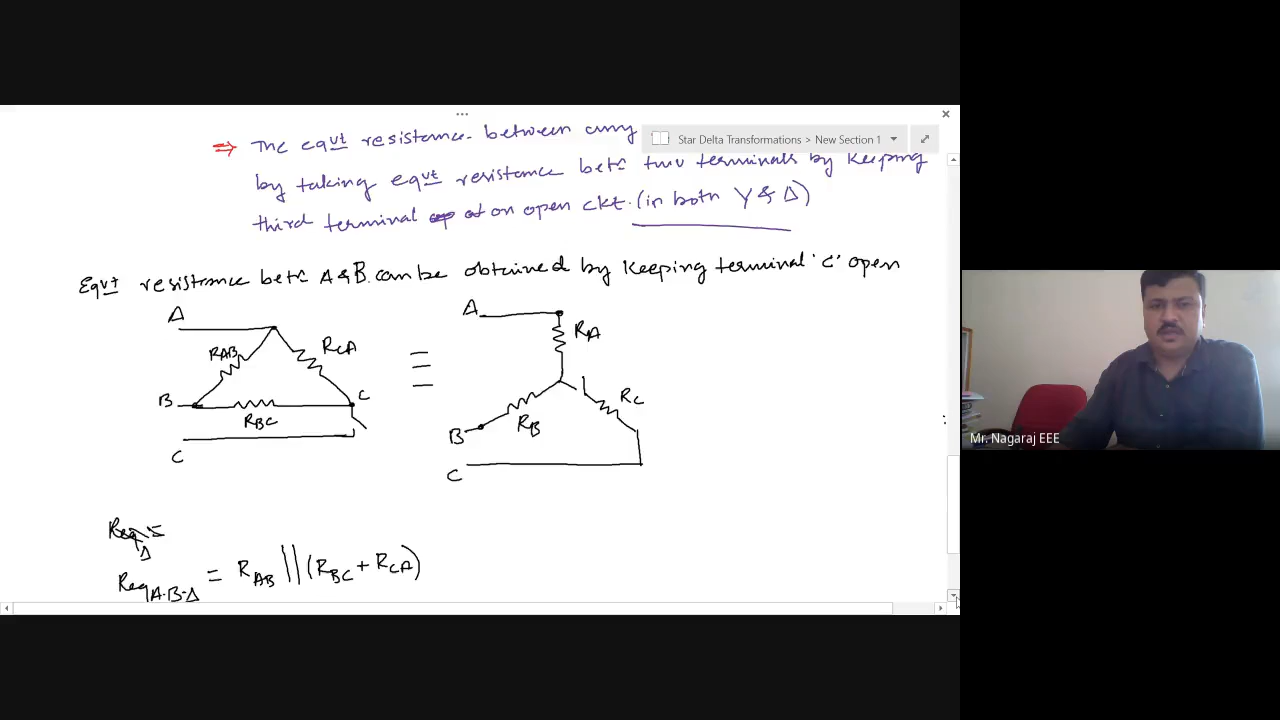 ⇒ The eqvt resistance between any
Star Delta Transformations > New Section 1
by taking eqvt resistance betⁿ two terminals by keeping
third terminal at an open ckt. (in both Y & Δ)
Eqvt resistance betⁿ A & B. can be obtained by keeping terminal 'c' open
A
RAB
RCA
B
C
RBC
C
A
RA
RC
RB
B
C
Mr. Nagaraj EEE
Req Δ =
Req A-B-Δ = RAB || (RBC + RCA)